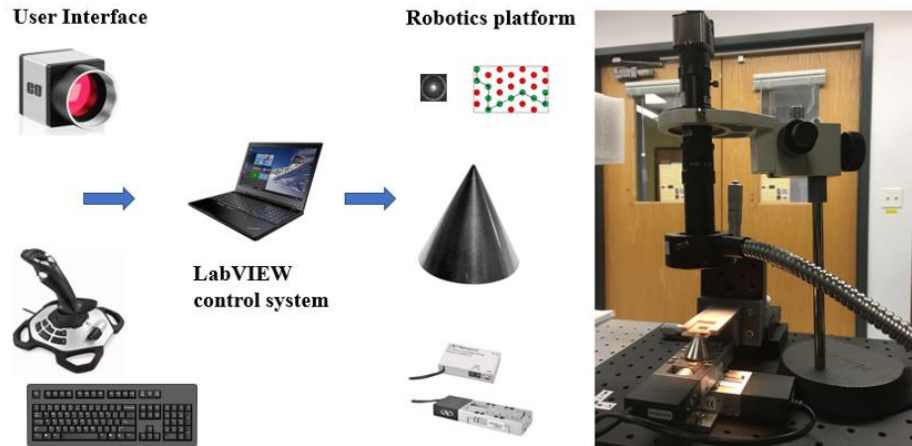 User Interface
Robotics platform
LabVIEW
control system